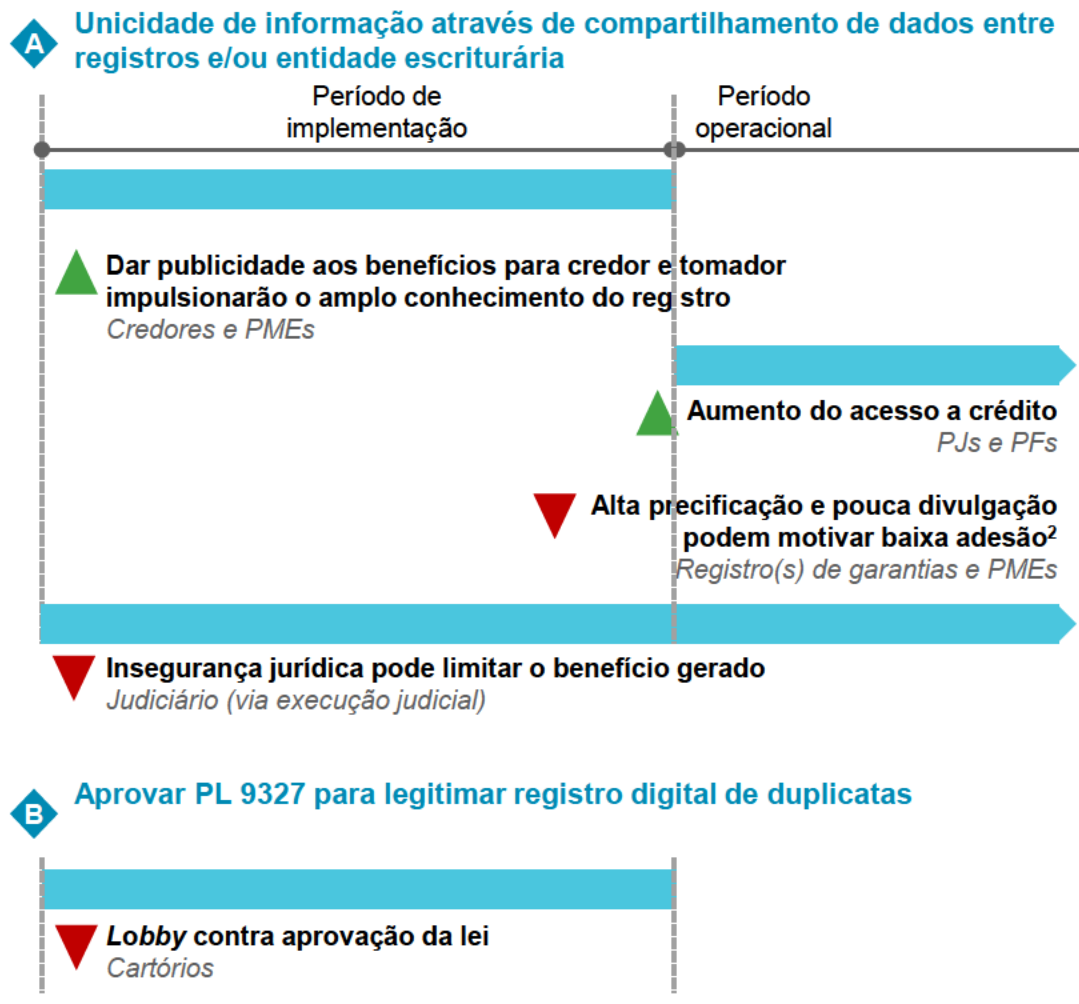 A
Unicidade de informação através de compartilhamento de dados entre
registros e/ou entidade escriturária
Período de
implementação
Período
operacional
Dar publicidade aos benefícios para credor e tomador
impulsionarão o amplo conhecimento do registro
Credores e PMEs
Aumento do acesso a crédito
PJs e PFs
Alta precificação e pouca divulgação
podem motivar baixa adesão²
Registro(s) de garantias e PMEs
Insegurança jurídica pode limitar o benefício gerado
Judiciário (via execução judicial)
B
Aprovar PL 9327 para legitimar registro digital de duplicatas
Lobby contra aprovação da lei
Cartórios